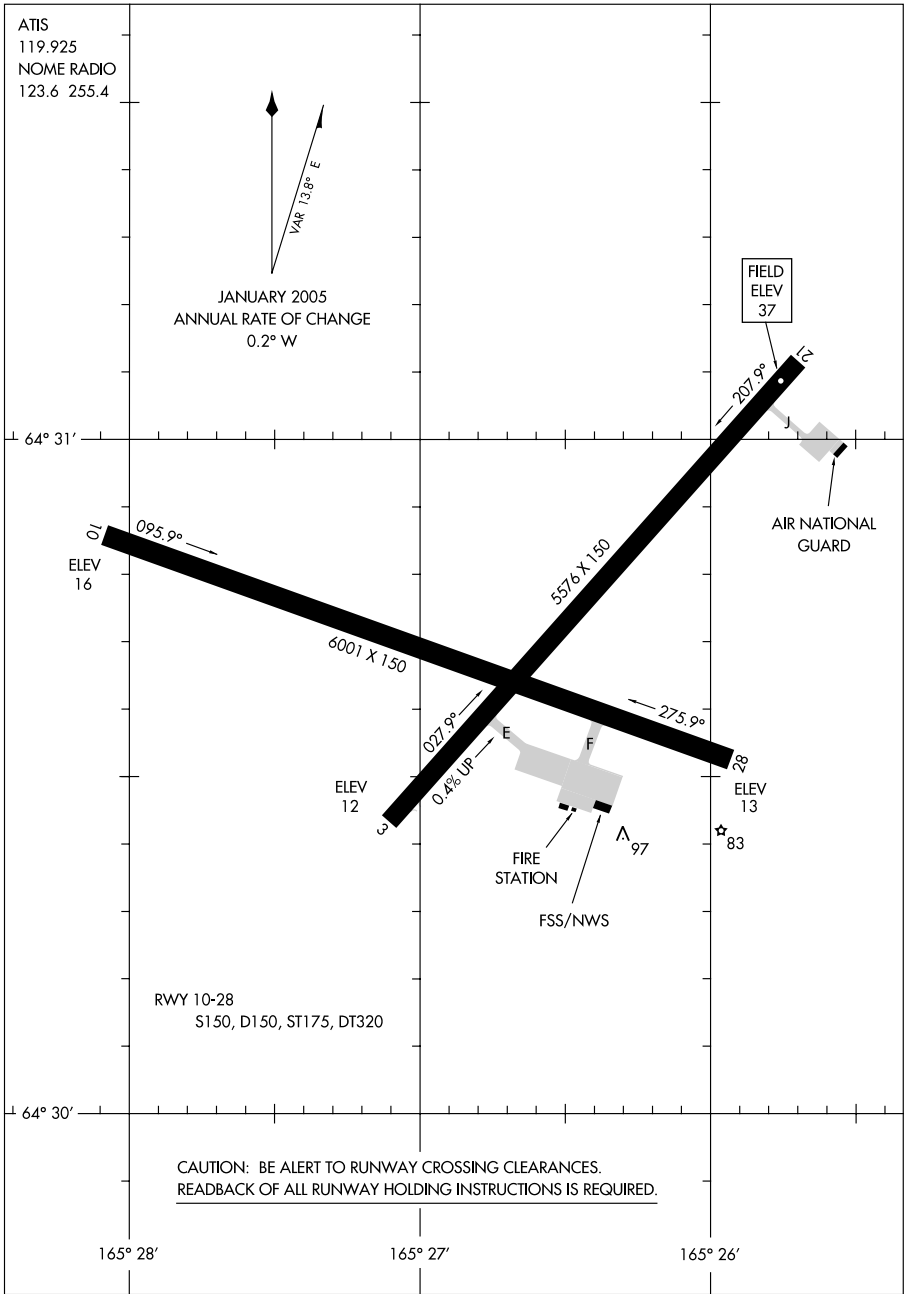 ATIS
119.925
NOME RADIO
123.6 255.4
VAR 13.8° E
JANUARY 2005
ANNUAL RATE OF CHANGE
0.2° W
FIELD
ELEV
37
21
207.9°
J
64° 31'
AIR NATIONAL
GUARD
10
095.9°
ELEV
16
5576 X 150
6001 X 150
027.9°
0.4% UP
E
F
275.9°
28
ELEV
13
ELEV
12
3
97
83
FIRE
STATION
FSS/NWS
RWY 10-28
S150, D150, ST175, DT320
64° 30'
CAUTION: BE ALERT TO RUNWAY CROSSING CLEARANCES.
READBACK OF ALL RUNWAY HOLDING INSTRUCTIONS IS REQUIRED.
165° 28'
165° 27'
165° 26'